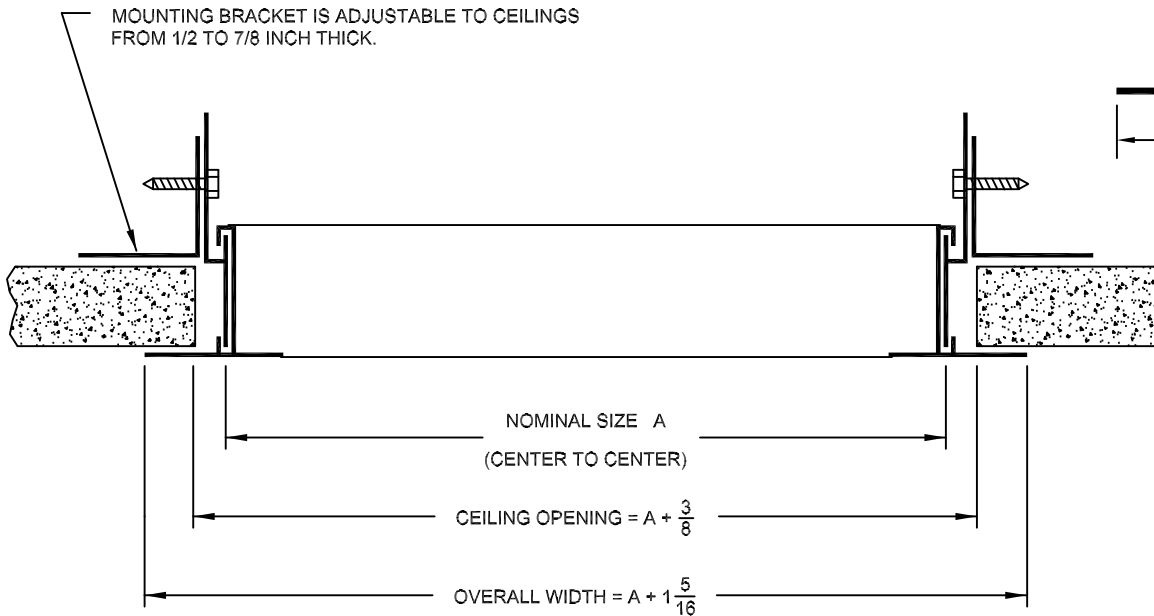 MOUNTING BRACKET IS ADJUSTABLE TO CEILINGS
FROM 1/2 TO 7/8 INCH THICK.
NOMINAL SIZE A
(CENTER TO CENTER)
CEILING OPENING = A + 3/8
OVERALL WIDTH = A + 1 5/16